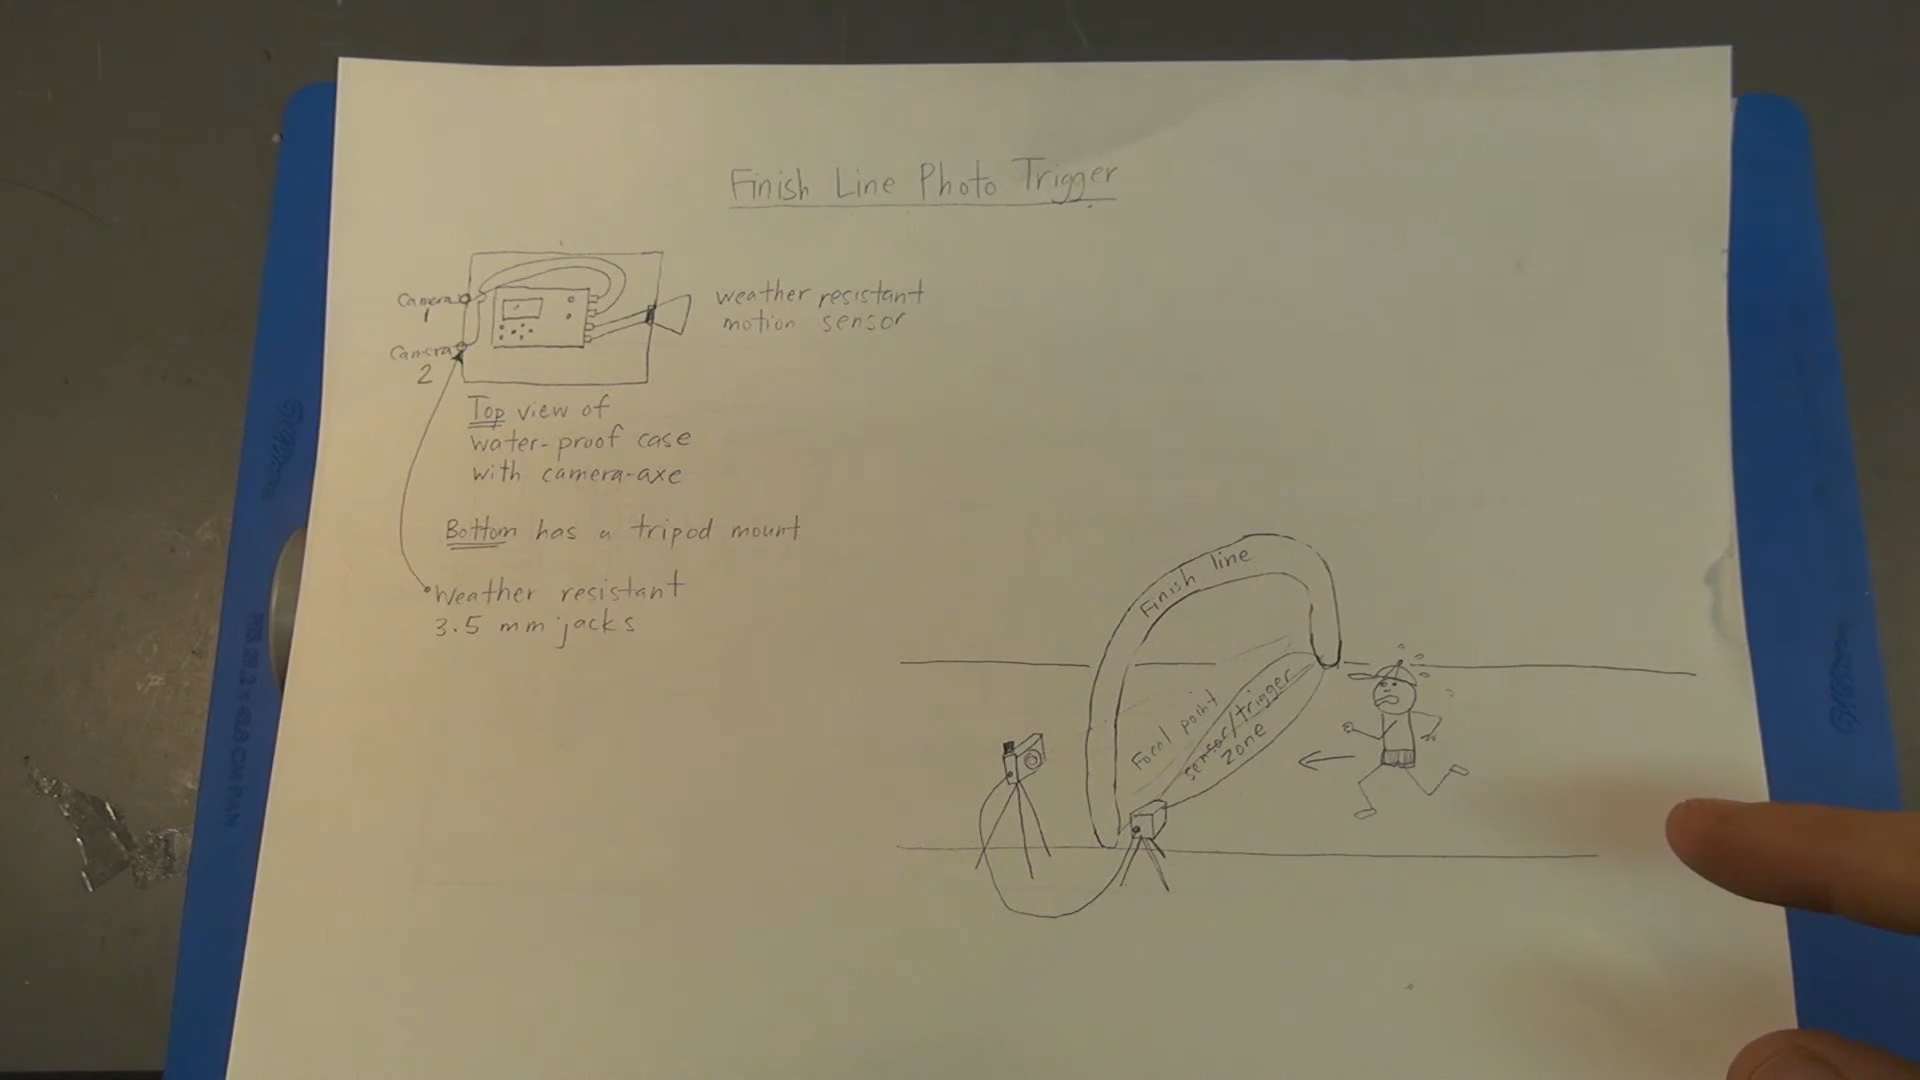 Finish Line Photo Trigger
Camera
1
Camera
2
weather resistant
motion sensor
Top view of
water-proof case
with camera-axe
Bottom has a tripod mount
Weather resistant
3.5 mm jacks
Finish line
Focal point
sensor/trigger
zone